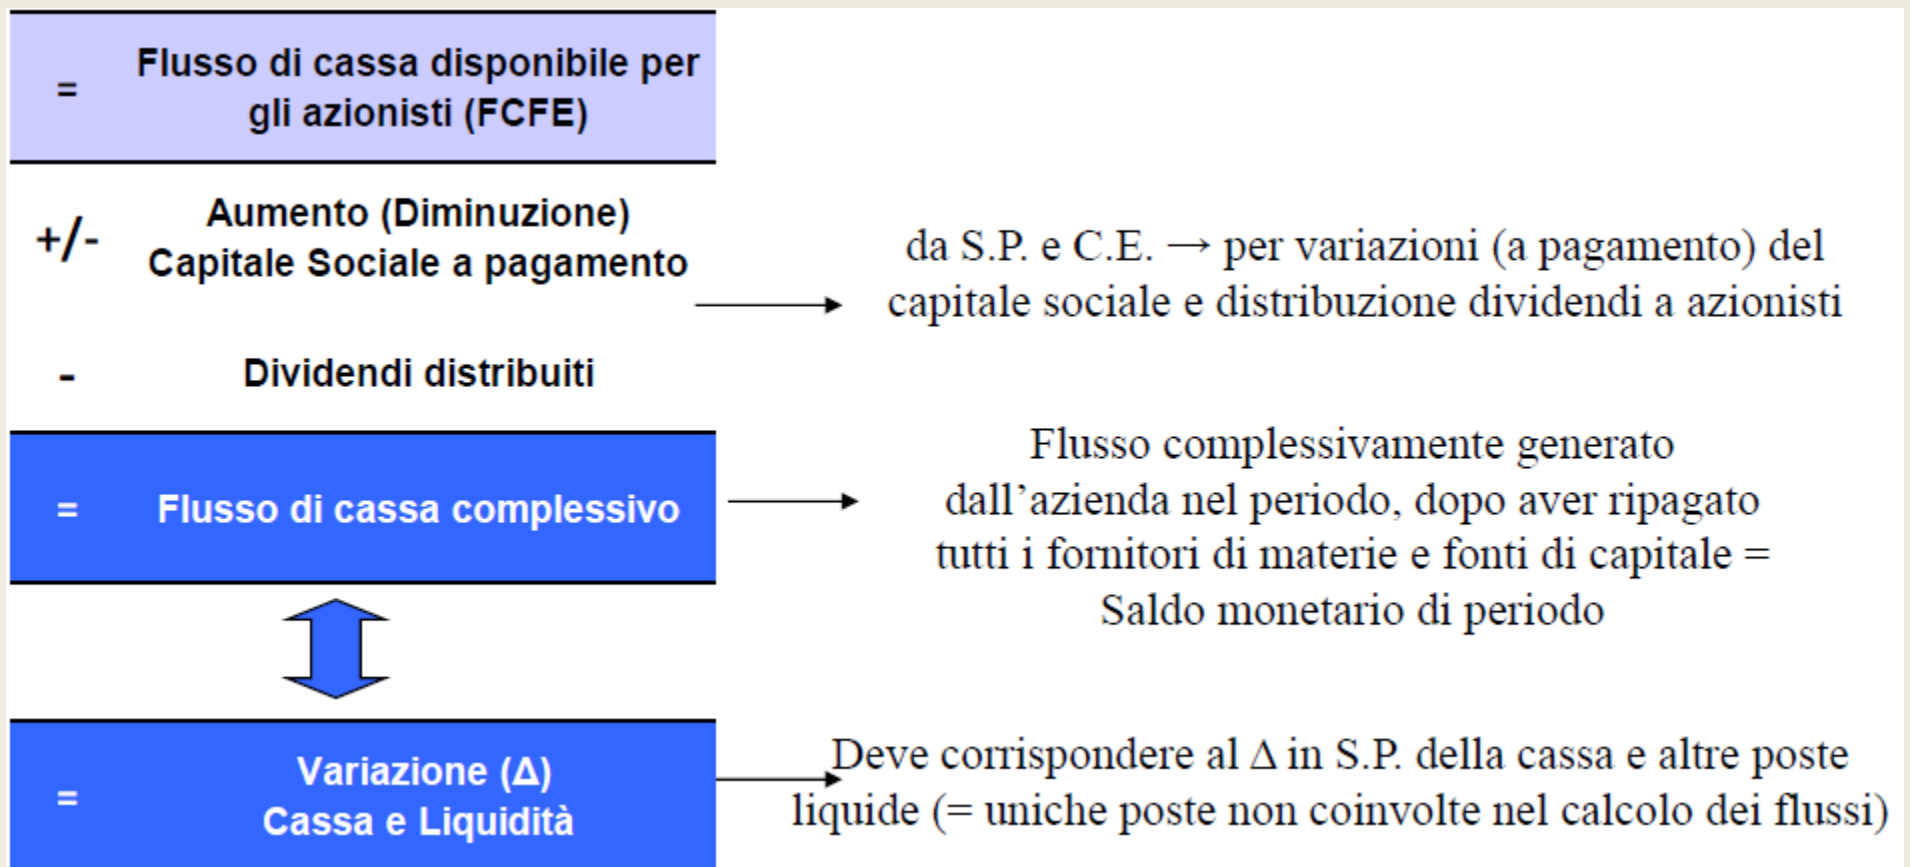 = Flusso di cassa disponibile per
gli azionisti (FCFE)
+/- Aumento (Diminuzione)
Capitale Sociale a pagamento
da S.P. e C.E. → per variazioni (a pagamento) del
capitale sociale e distribuzione dividendi a azionisti
- Dividendi distribuiti
= Flusso di cassa complessivo
Flusso complessivamente generato
dall’azienda nel periodo, dopo aver ripagato
tutti i fornitori di materie e fonti di capitale =
Saldo monetario di periodo
= Variazione (Δ)
Cassa e Liquidità
Deve corrispondere al Δ in S.P. della cassa e altre poste
liquide (= uniche poste non coinvolte nel calcolo dei flussi)